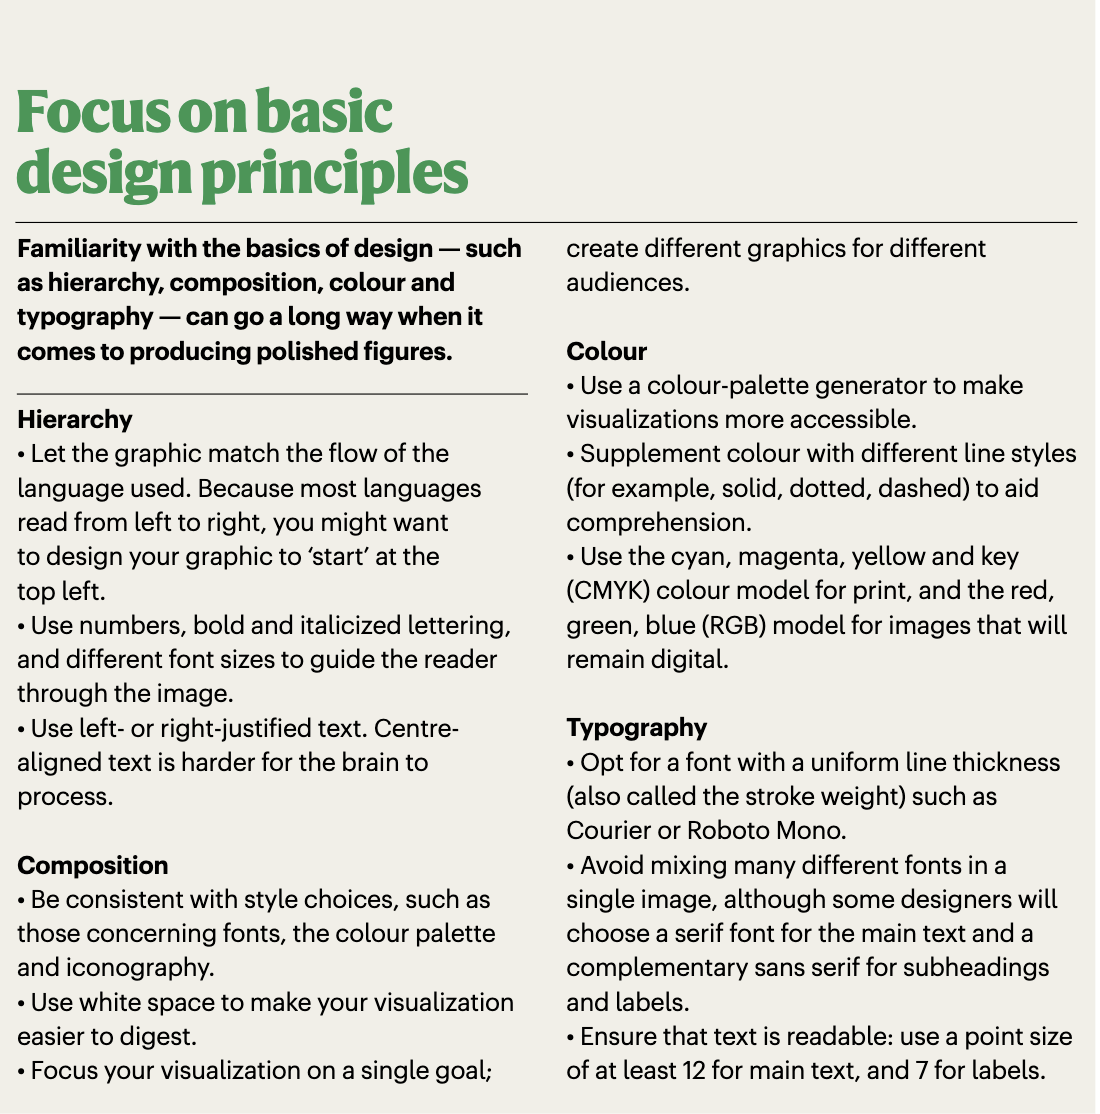 Focus on basic
design principles
Familiarity with the basics of design — such
as hierarchy, composition, colour and
typography — can go a long way when it
comes to producing polished figures.
Hierarchy
• Let the graphic match the flow of the
language used. Because most languages
read from left to right, you might want
to design your graphic to ‘start’ at the
top left.
• Use numbers, bold and italicized lettering,
and different font sizes to guide the reader
through the image.
• Use left- or right-justified text. Centre-
aligned text is harder for the brain to
process.
Composition
• Be consistent with style choices, such as
those concerning fonts, the colour palette
and iconography.
• Use white space to make your visualization
easier to digest.
• Focus your visualization on a single goal;
create different graphics for different
audiences.
Colour
• Use a colour-palette generator to make
visualizations more accessible.
• Supplement colour with different line styles
(for example, solid, dotted, dashed) to aid
comprehension.
• Use the cyan, magenta, yellow and key
(CMYK) colour model for print, and the red,
green, blue (RGB) model for images that will
remain digital.
Typography
• Opt for a font with a uniform line thickness
(also called the stroke weight) such as
Courier or Roboto Mono.
• Avoid mixing many different fonts in a
single image, although some designers will
choose a serif font for the main text and a
complementary sans serif for subheadings
and labels.
• Ensure that text is readable: use a point size
of at least 12 for main text, and 7 for labels.